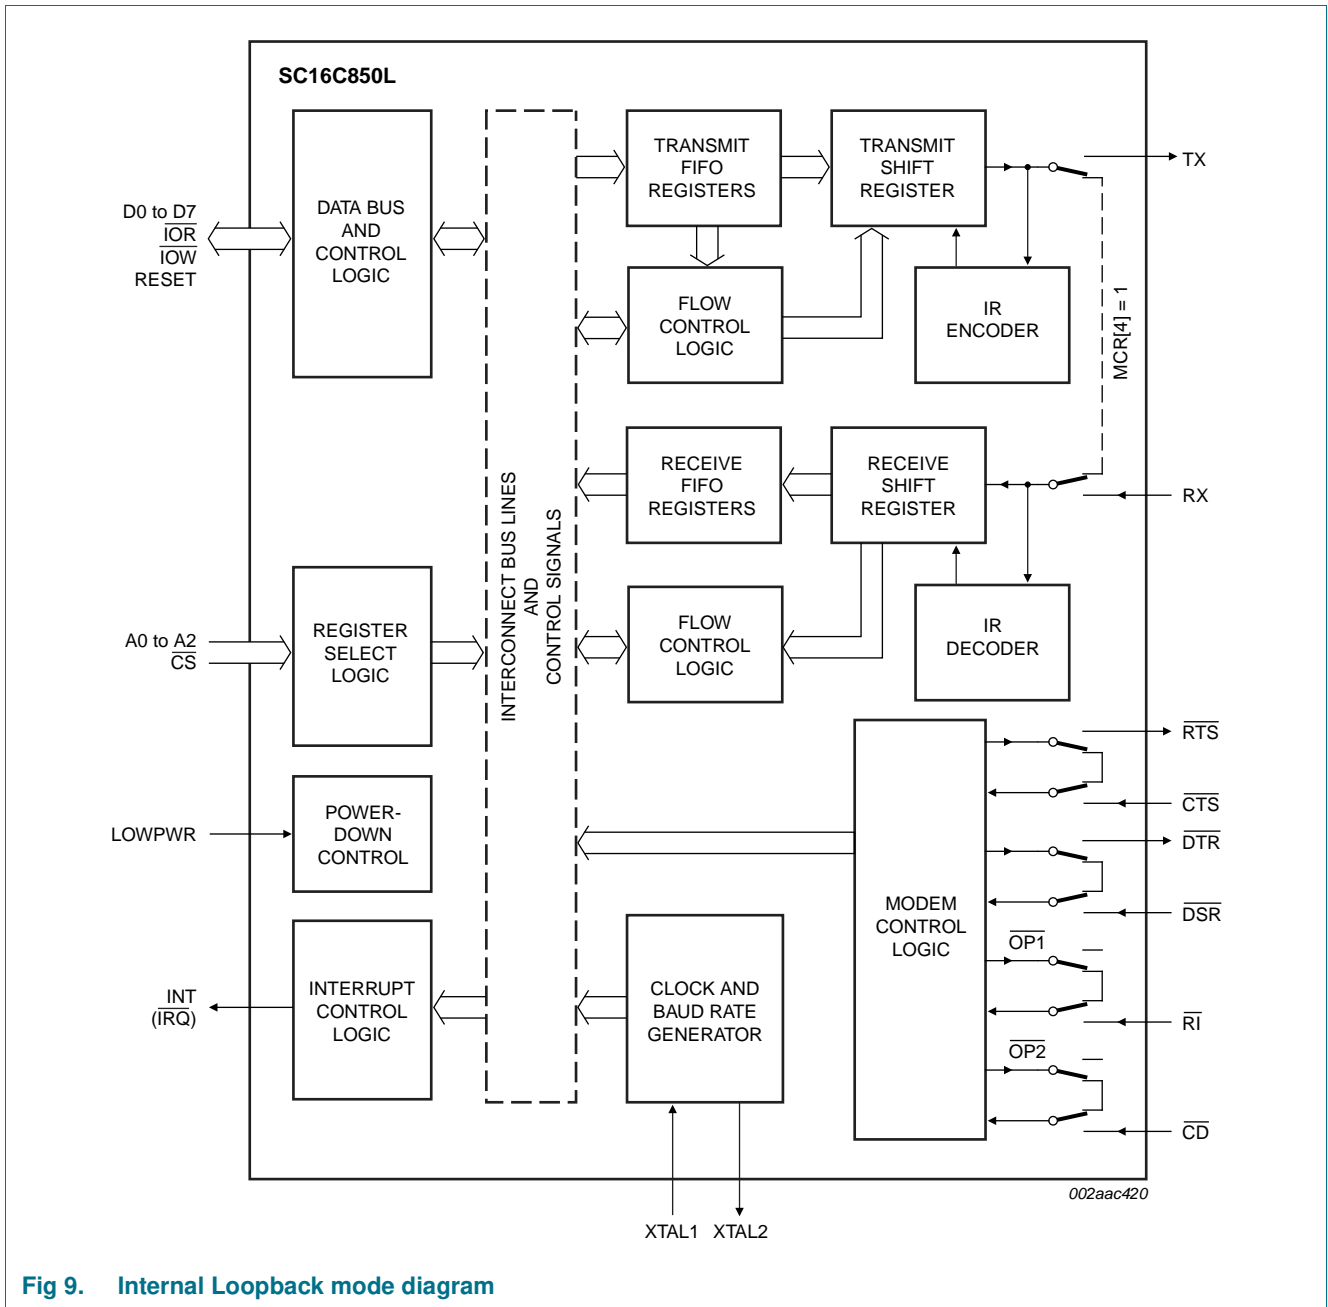 SC16C850L
D0 to D7
IOR
IOW
RESET
DATA BUS
AND
CONTROL
LOGIC
TRANSMIT
FIFO
REGISTERS
TRANSMIT
SHIFT
REGISTER
TX
FLOW
CONTROL
LOGIC
IR
ENCODER
MCR[4] = 1
INTERCONNECT BUS LINES
AND
CONTROL SIGNALS
RECEIVE
FIFO
REGISTERS
RECEIVE
SHIFT
REGISTER
RX
A0 to A2
CS
REGISTER
SELECT
LOGIC
FLOW
CONTROL
LOGIC
IR
DECODER
LOWPWR
POWER-
DOWN
CONTROL
MODEM
CONTROL
LOGIC
RTS
CTS
DTR
DSR
OP1
RI
OP2
CD
INT
(IRQ)
INTERRUPT
CONTROL
LOGIC
CLOCK AND
BAUD RATE
GENERATOR
XTAL1 XTAL2
002aac420
Fig 9. Internal Loopback mode diagram